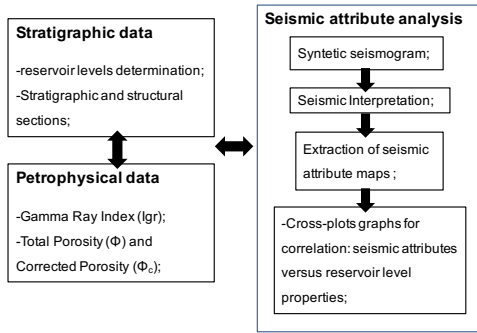 Stratigraphic data
-reservoir levels determination;
-Stratigraphic and structural
sections;
Petrophysical data
-Gamma Ray Index (Igr);
-Total Porosity (Φ) and
Corrected Porosity (Φc);
Seismic attribute analysis
Syntetic seismogram;
Seismic Interpretation;
Extraction of seismic
attribute maps ;
-Cross-plots graphs for
correlation: seismic attributes
versus reservoir level
properties;